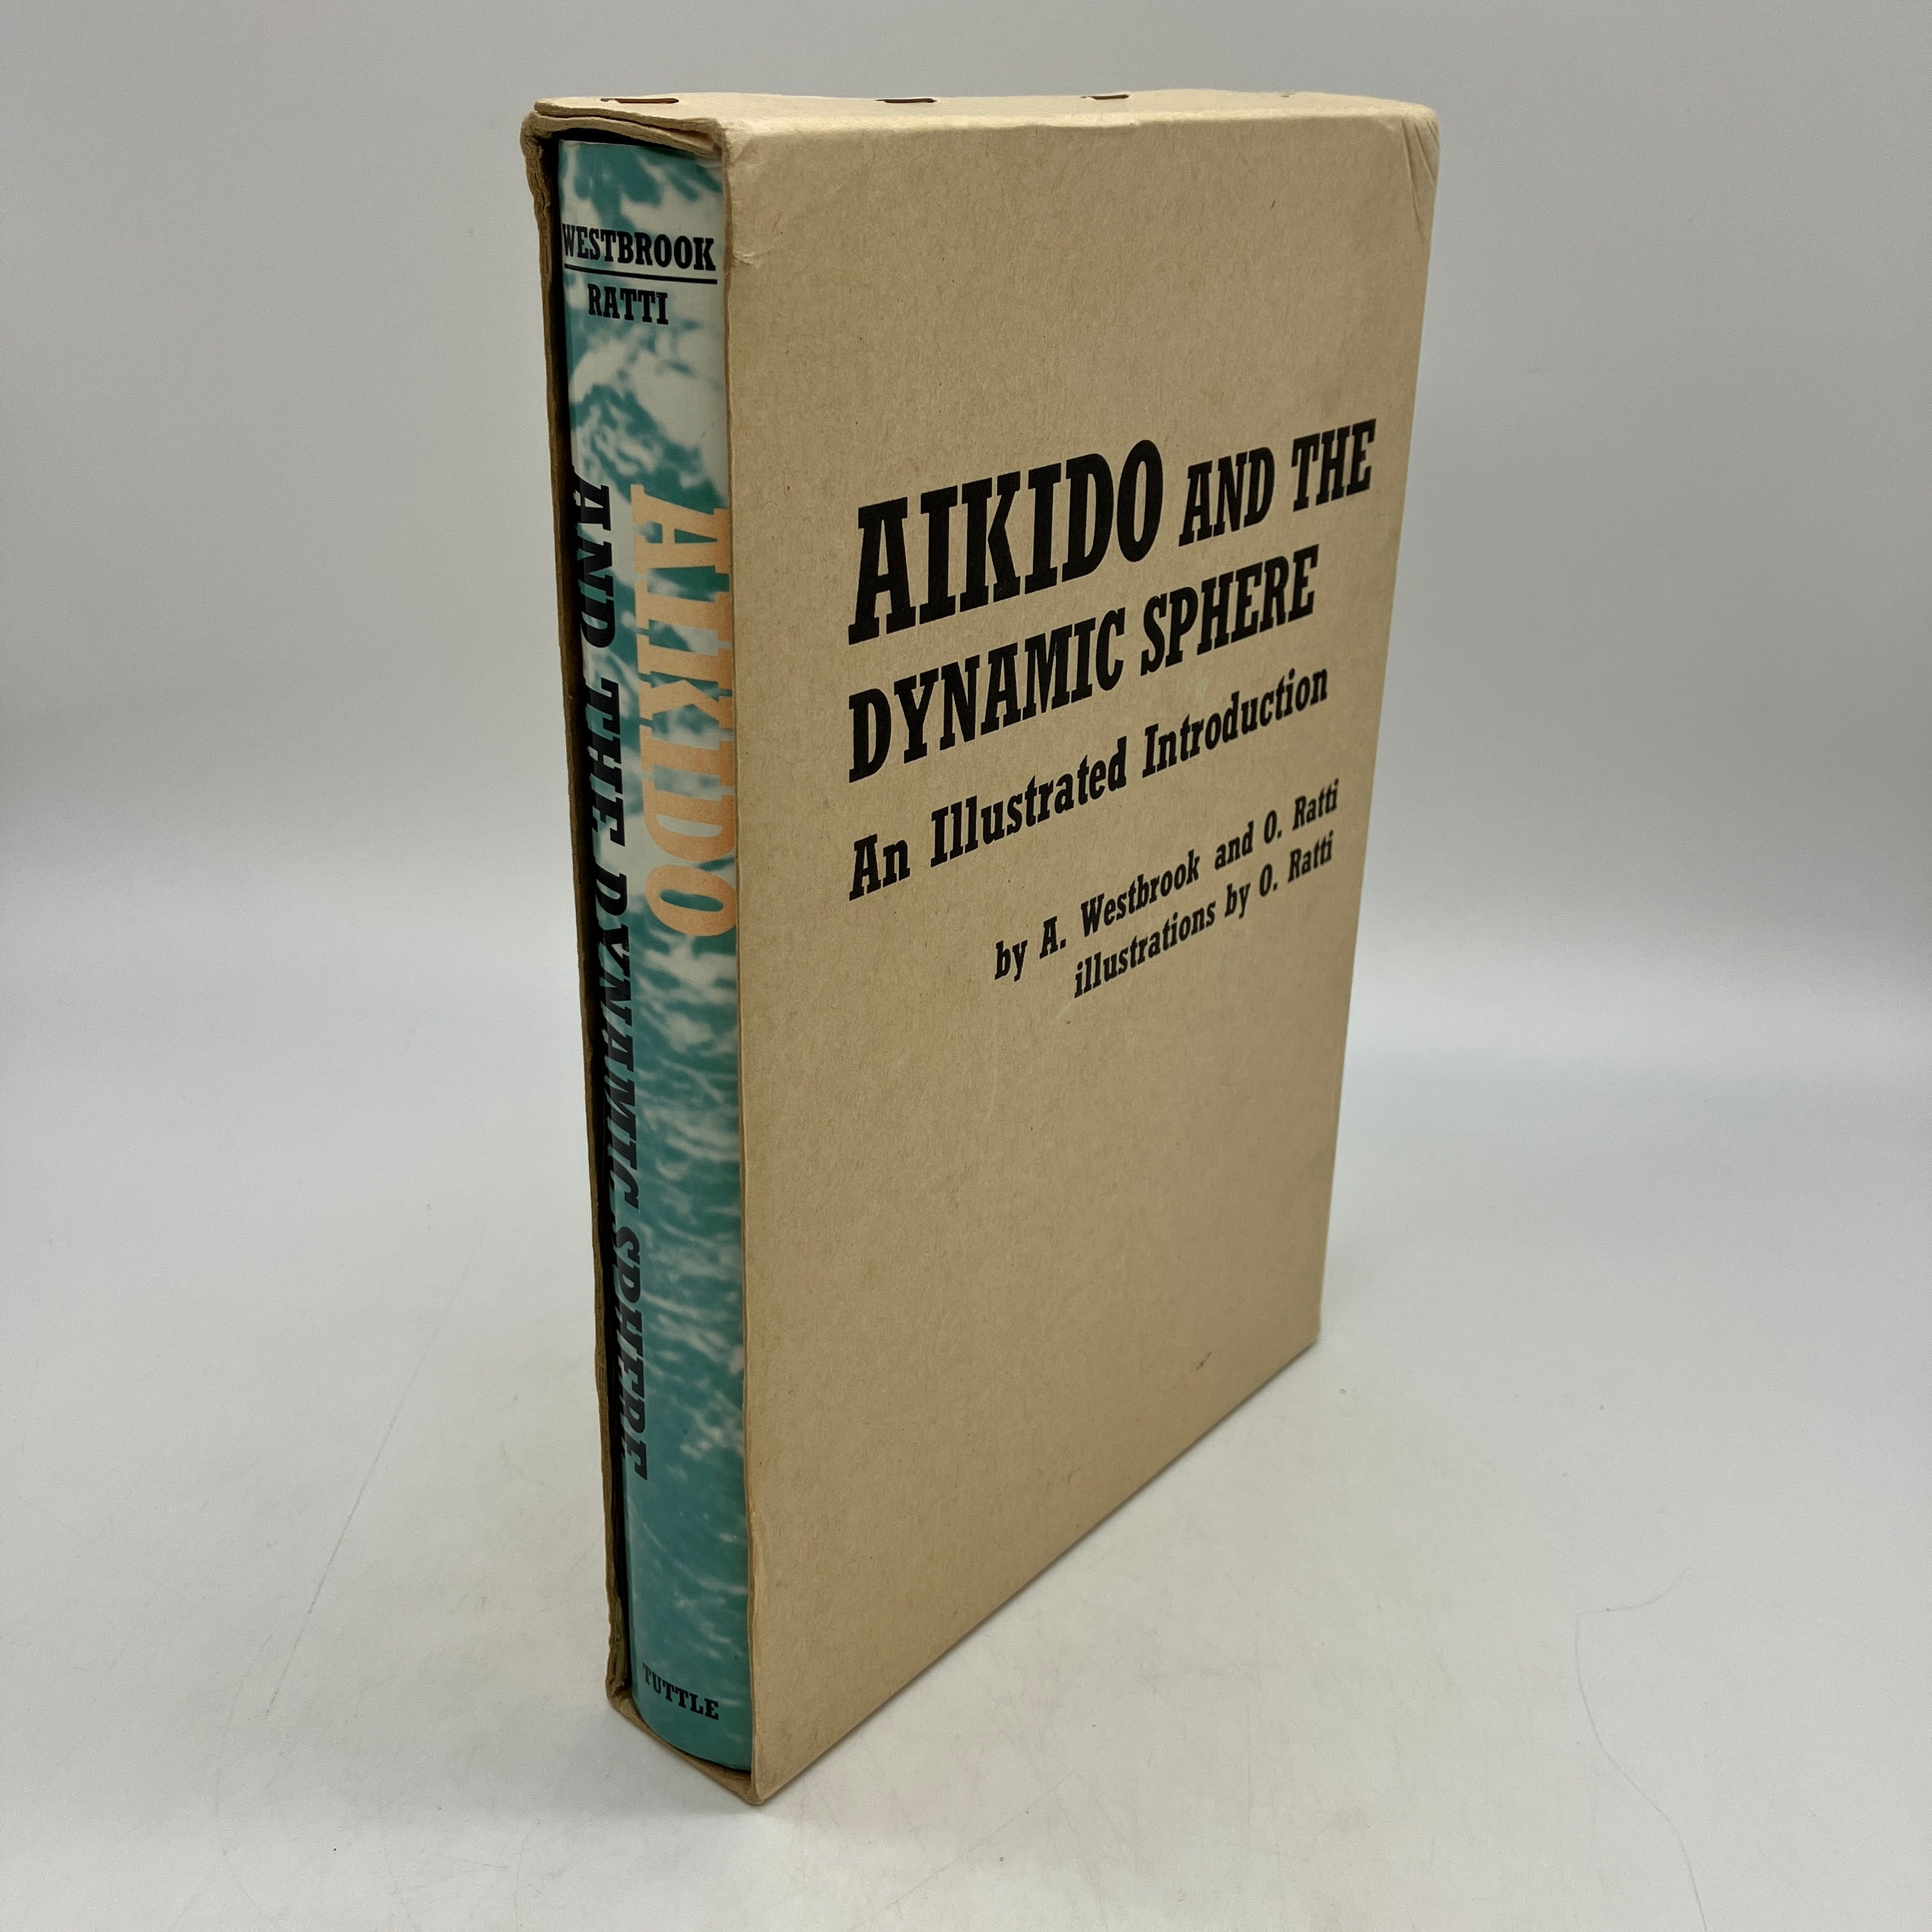 WESTBROOK
RATTI
AIKIDO
AND THE DYNAMIC SPHERE
TUTTLE
AIKIDO AND THE
DYNAMIC SPHERE
An Illustrated Introduction
by A. Westbrook and O. Ratti
illustrations by O. Ratti